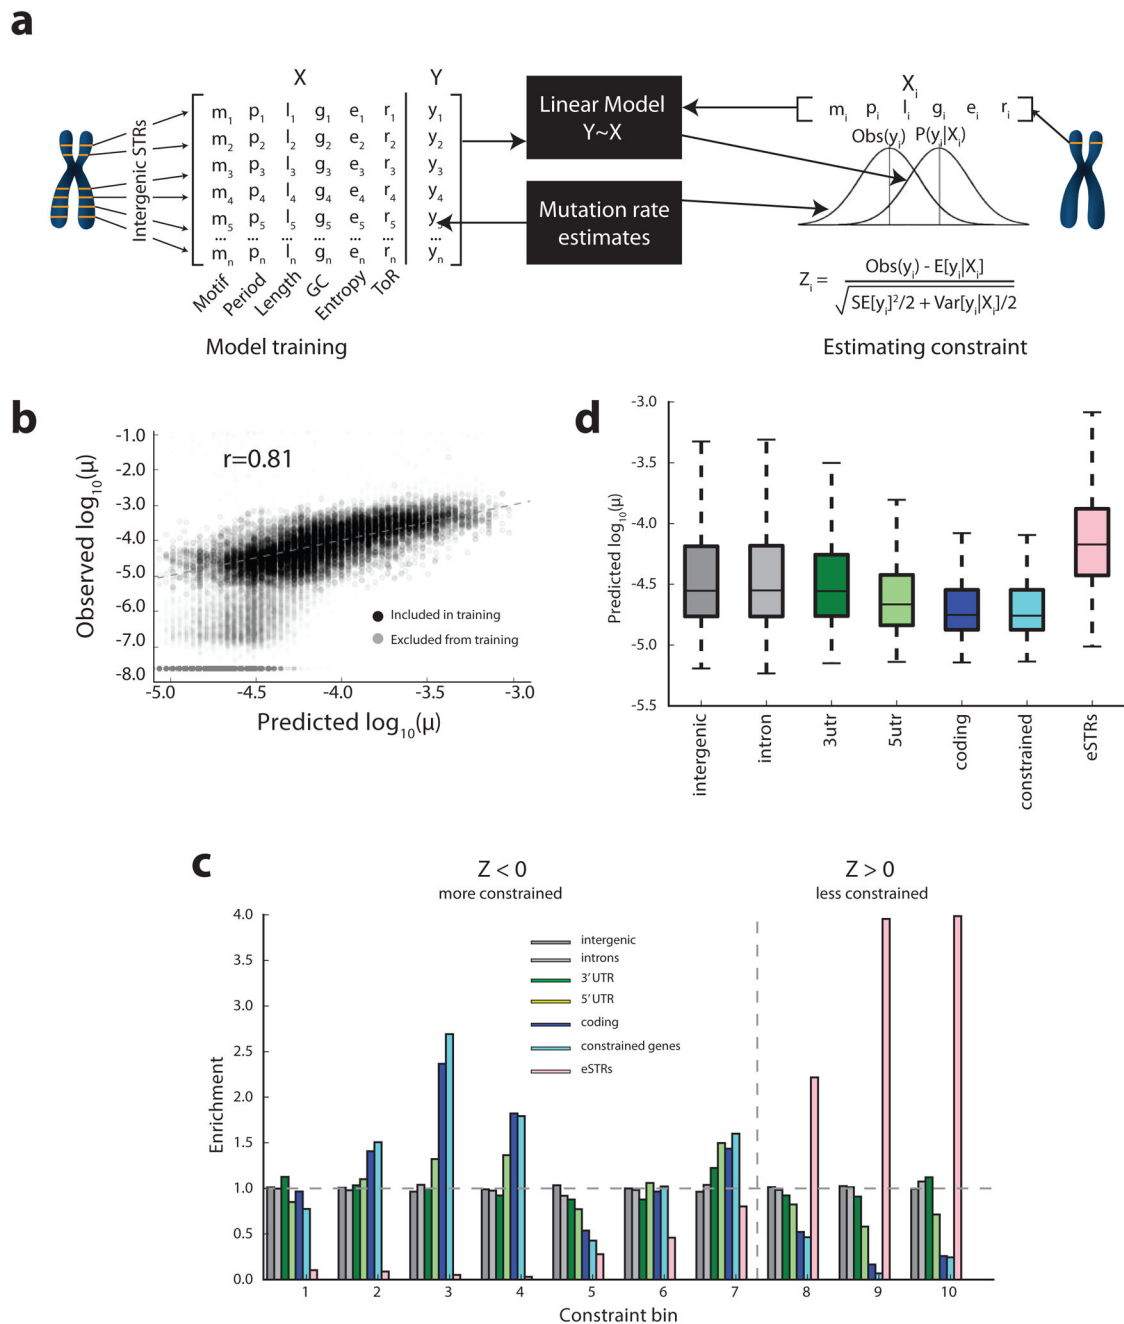 a
X Y
Intergenic STRs
m1 p1 l1 g1 e1 r1 y1
m2 p2 l2 g2 e2 r2 y2
m3 p3 l3 g3 e3 r3 y3
m4 p4 l4 g4 e4 r4 y4
m5 p5 l5 g5 e5 r5 y5
... ... ... ... ... ... ...
mn pn ln gn en rn yn
Motif
Period
Length
GC
Entropy
ToR
Model training
Linear Model
Y~X
Mutation rate
estimates
Xi
mi pi li gi ei ri
Obs(yi) P(yi|Xi)
Zi = Obs(yi) - E[yi|Xi]
√SE[yi]²/2 + Var[yi|Xi]/2
Estimating constraint
b
Observed log10(μ)
-1.0
-2.0
-3.0
-4.0
-5.0
-6.0
-7.0
-8.0
r=0.81
Included in training
Excluded from training
-5.0 -4.5 -4.0 -3.5 -3.0
Predicted log10(μ)
d
Predicted log10(μ)
-3.0
-3.5
-4.0
-4.5
-5.0
-5.5
intergenic
intron
3utr
5utr
coding
constrained
eSTRs
c
Z < 0
more constrained
Z > 0
less constrained
Enrichment
4.0
3.5
3.0
2.5
2.0
1.5
1.0
0.5
0.0
intergenic
introns
3' UTR
5' UTR
coding
constrained genes
eSTRs
1 2 3 4 5 6 7 8 9 10
Constraint bin